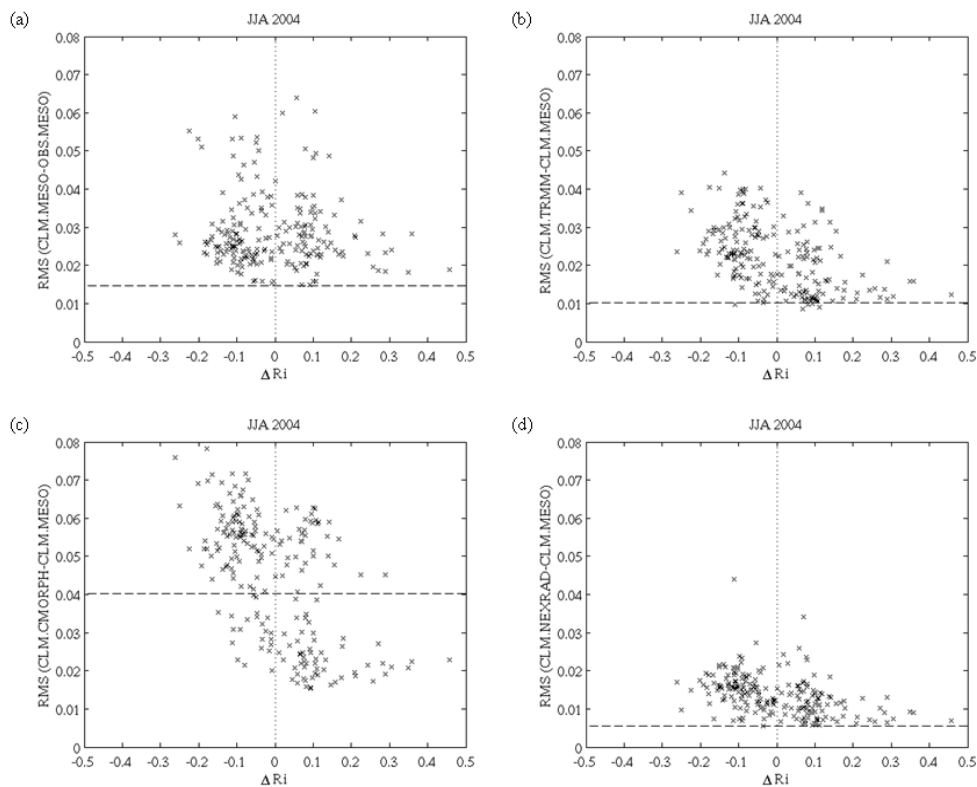 (a)
JJA 2004
RMS (CLM.MESO-OBS.MESO)
0.08
0.07
0.06
0.05
0.04
0.03
0.02
0.01
0
-0.5 -0.4 -0.3 -0.2 -0.1 0 0.1 0.2 0.3 0.4 0.5
Δ Ri
(b)
JJA 2004
RMS (CLM.TRMM-CLM.MESO)
0.08
0.07
0.06
0.05
0.04
0.03
0.02
0.01
0
-0.5 -0.4 -0.3 -0.2 -0.1 0 0.1 0.2 0.3 0.4 0.5
Δ Ri
(c)
JJA 2004
RMS (CLM.CMORPH-CLM.MESO)
0.08
0.07
0.06
0.05
0.04
0.03
0.02
0.01
0
-0.5 -0.4 -0.3 -0.2 -0.1 0 0.1 0.2 0.3 0.4 0.5
Δ Ri
(d)
JJA 2004
RMS (CLM.NEXRAD-CLM.MESO)
0.08
0.07
0.06
0.05
0.04
0.03
0.02
0.01
0
-0.5 -0.4 -0.3 -0.2 -0.1 0 0.1 0.2 0.3 0.4 0.5
Δ Ri